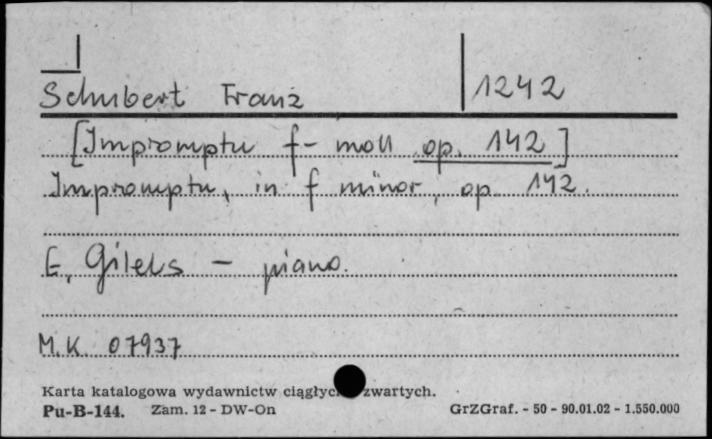 Schubert Franz 1242
[Impromptu f-moll op. 142]
Impromptu, in f minor, op. 142.
E. Gilels - piano.
M.K. 07937
Karta katalogowa wydawnictw ciągłych zwartych.
Pu-B-144. Zam. 12 - DW-On GrZGraf. - 50 - 90.01.02 - 1.550.000